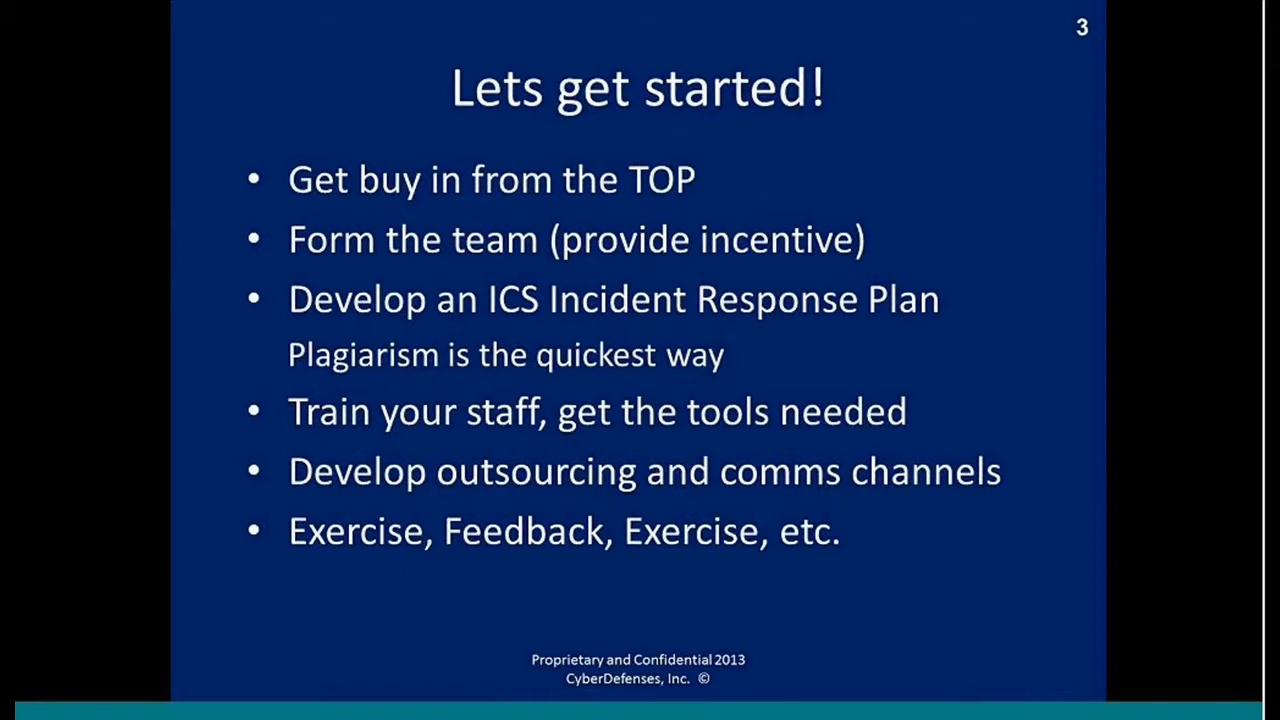 3
Lets get started!
• Get buy in from the TOP
• Form the team (provide incentive)
• Develop an ICS Incident Response Plan
Plagiarism is the quickest way
• Train your staff, get the tools needed
• Develop outsourcing and comms channels
• Exercise, Feedback, Exercise, etc.
Proprietary and Confidential 2013
CyberDefenses, Inc. ©